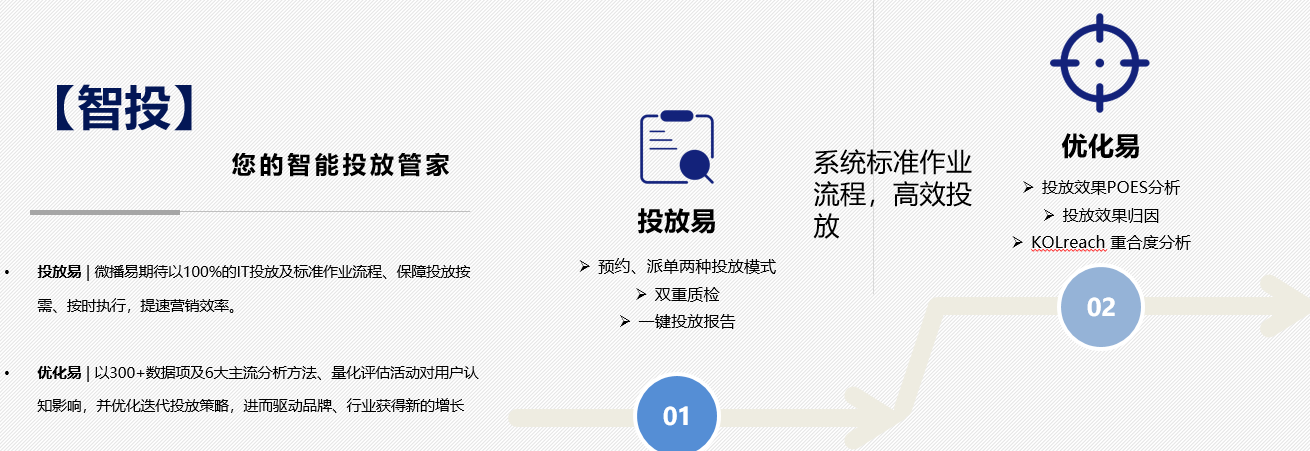 【智投】
您的智能投放管家
• 投放易 | 微播易期待以100%的IT投放及标准作业流程、保障投放按
需、按时执行，提速营销效率。
• 优化易 | 以300+数据项及6大主流分析方法、量化评估活动对用户认
知影响，并优化迭代投放策略，进而驱动品牌、行业获得新的增长
投放易
➢ 预约、派单两种投放模式
➢ 双重质检
➢ 一键投放报告
01
系统标准作业
流程，高效投
放
优化易
➢ 投放效果POES分析
➢ 投放效果归因
➢ KOLreach 重合度分析
02